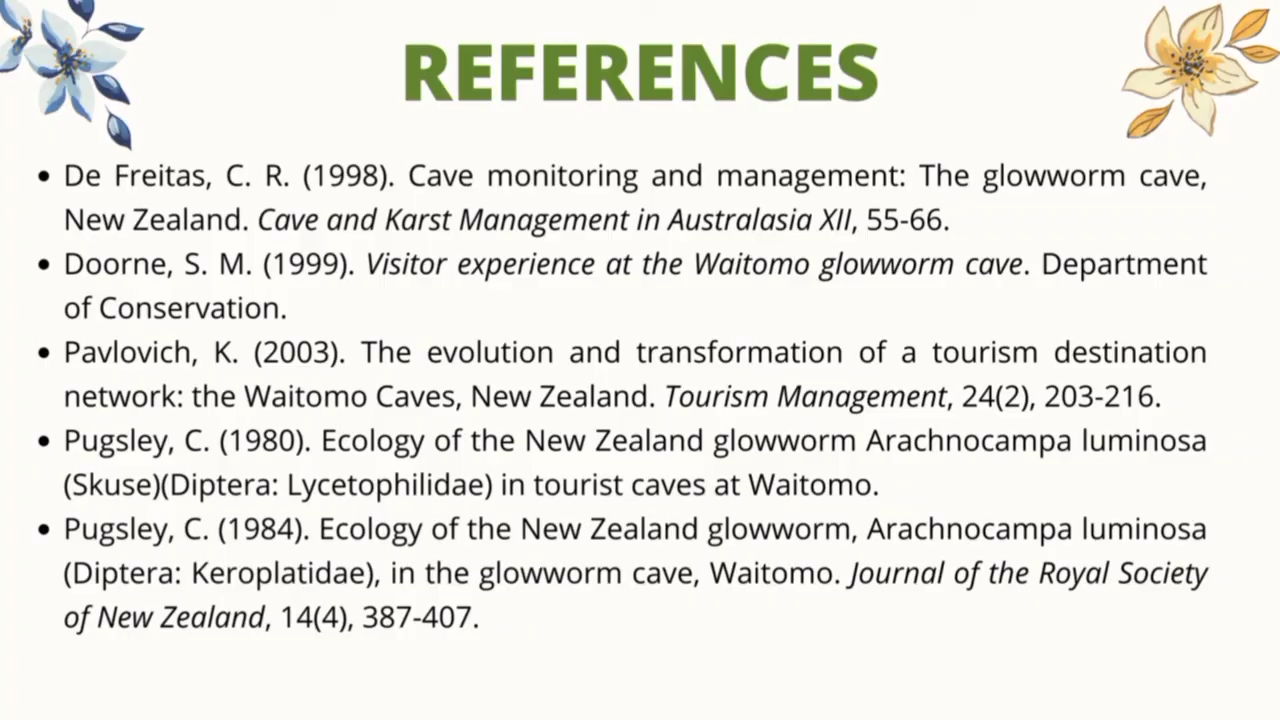 REFERENCES
• De Freitas, C. R. (1998). Cave monitoring and management: The glowworm cave,
New Zealand. Cave and Karst Management in Australasia XII, 55-66.
• Doorne, S. M. (1999). Visitor experience at the Waitomo glowworm cave. Department
of Conservation.
• Pavlovich, K. (2003). The evolution and transformation of a tourism destination
network: the Waitomo Caves, New Zealand. Tourism Management, 24(2), 203-216.
• Pugsley, C. (1980). Ecology of the New Zealand glowworm Arachnocampa luminosa
(Skuse)(Diptera: Lycetophilidae) in tourist caves at Waitomo.
• Pugsley, C. (1984). Ecology of the New Zealand glowworm, Arachnocampa luminosa
(Diptera: Keroplatidae), in the glowworm cave, Waitomo. Journal of the Royal Society
of New Zealand, 14(4), 387-407.